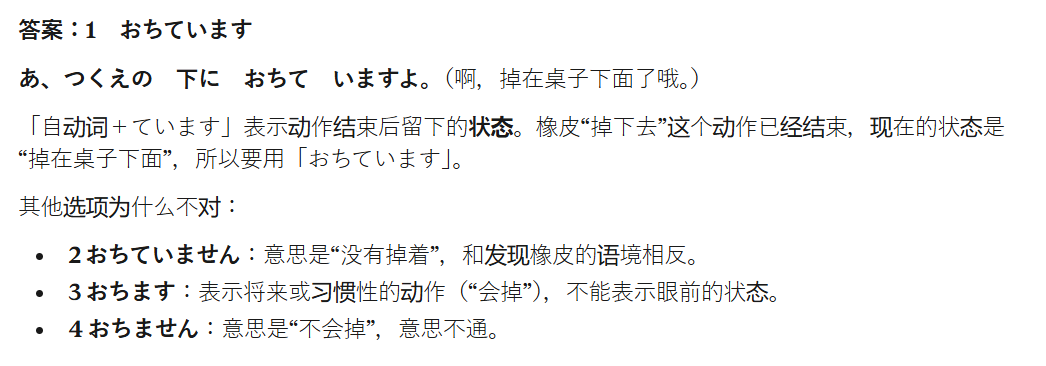 答案：1　おちています
あ、つくえの　下に　おちて　いますよ。（啊，掉在桌子下面了哦。）
「自动词＋ています」表示动作结束后留下的状态。橡皮“掉下去”这个动作已经结束，现在的状态是
“掉在桌子下面”，所以要用「おちています」。
其他选项为什么不对：
• 2 おちていません：意思是“没有掉着”，和发现橡皮的语境相反。
• 3 おちます：表示将来或习惯性的动作（“会掉”），不能表示眼前的状态。
• 4 おちません：意思是“不会掉”，意思不通。